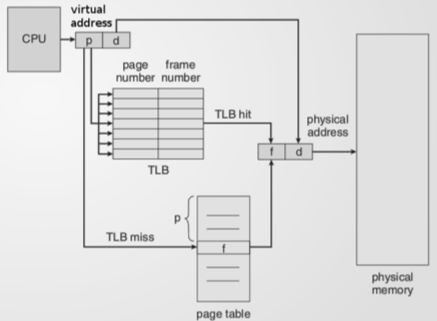 virtual
address
CPU
p d
page frame
number number
TLB hit
physical
address
f d
TLB
p
TLB miss
f
physical
memory
page table